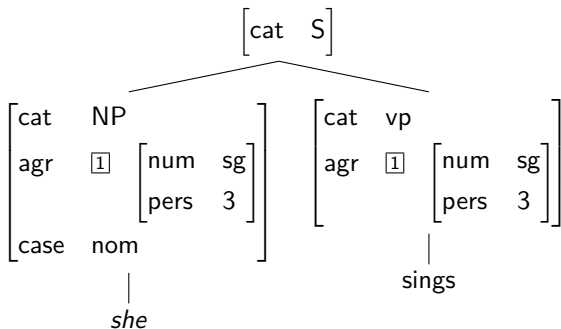 cat S
cat NP
agr 1 num sg
pers 3
case nom
she
cat vp
agr 1 num sg
pers 3
sings